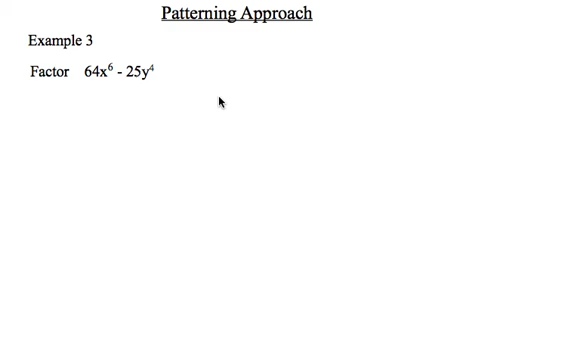 Patterning Approach
Example 3
Factor 64x⁶ - 25y⁴